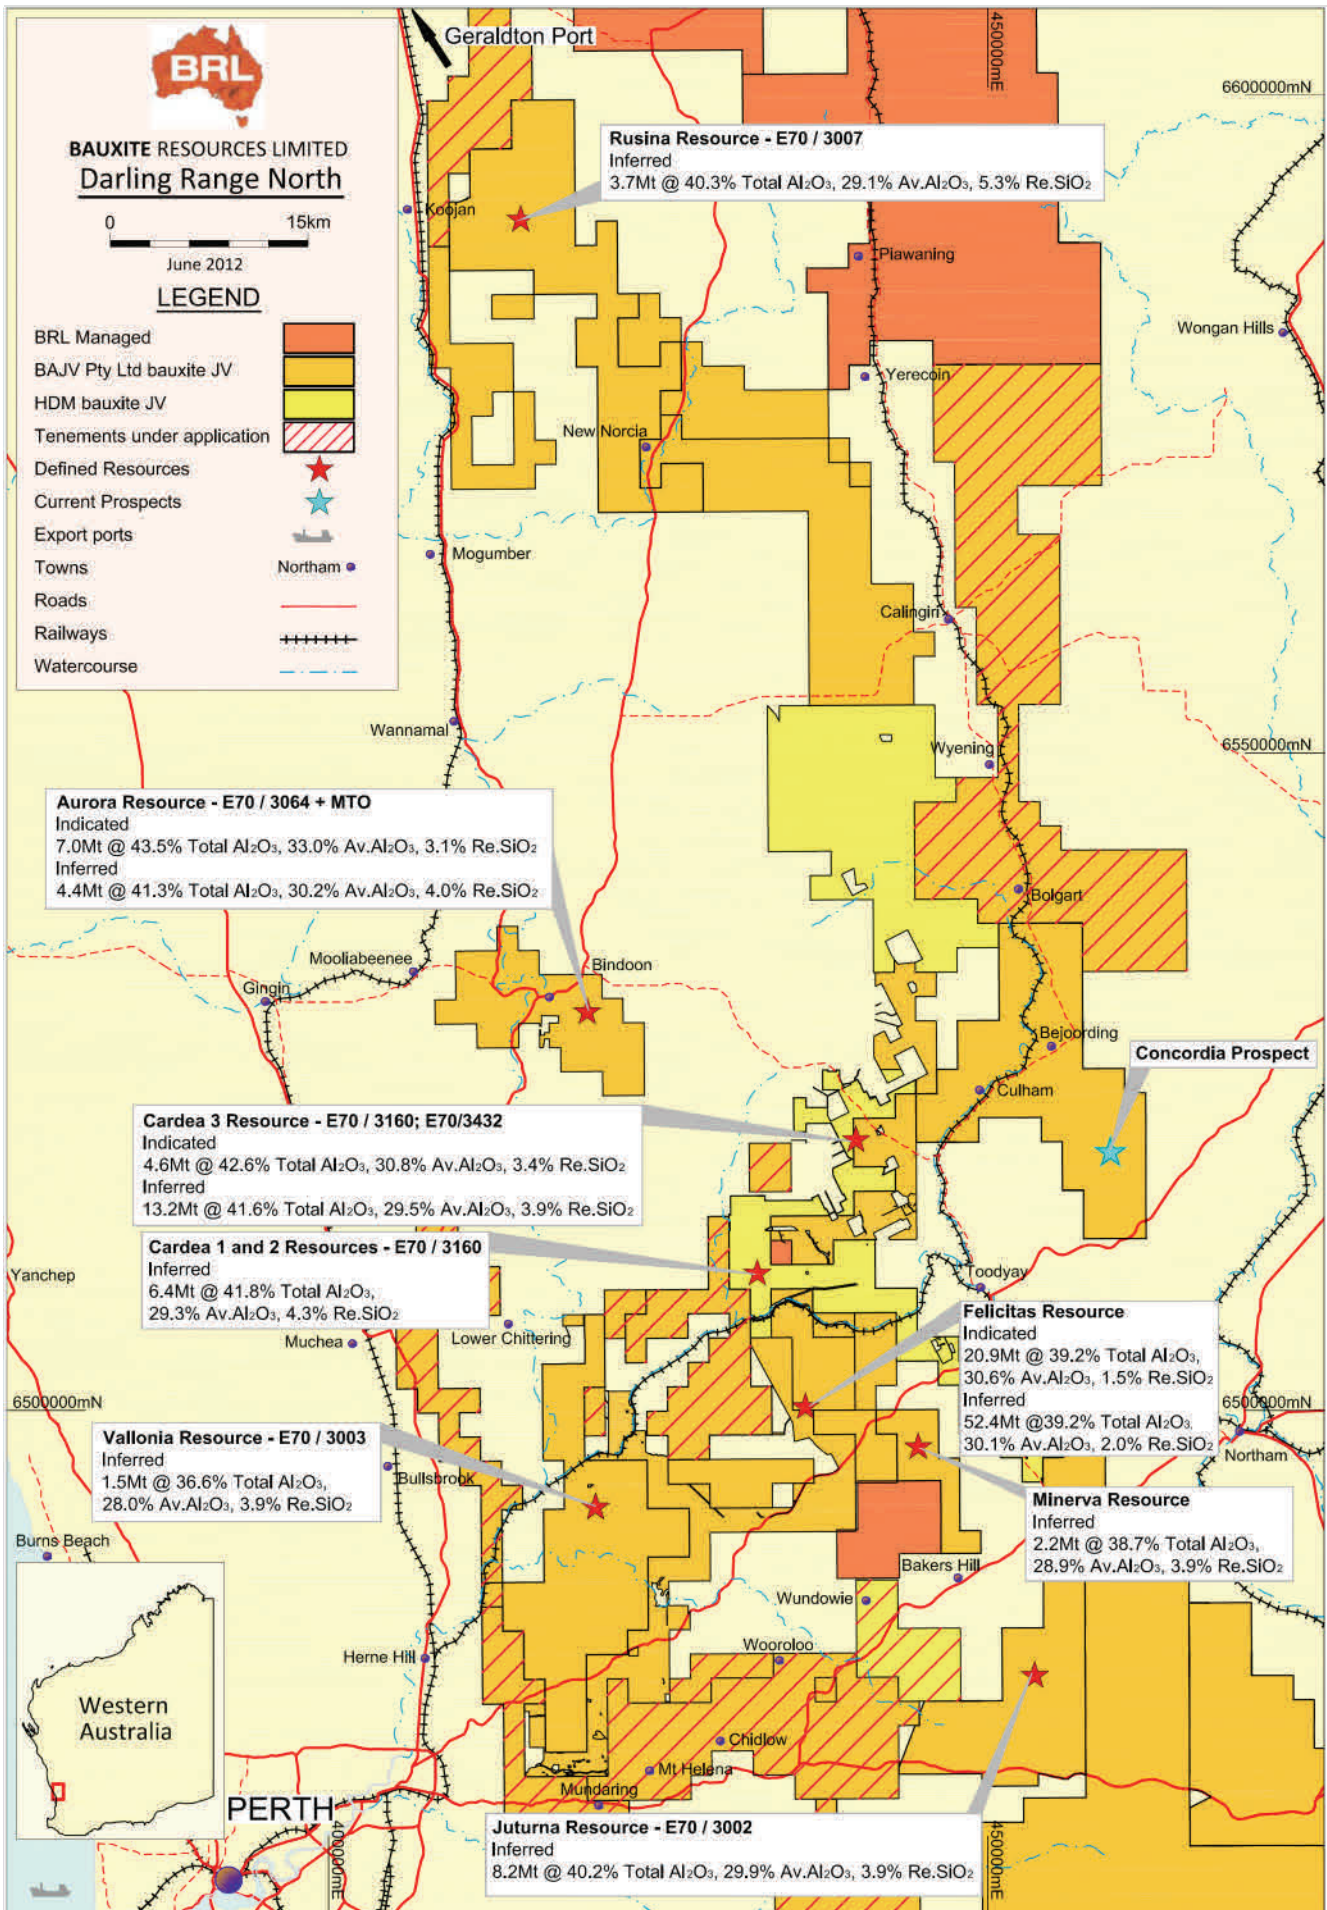 BRL
BAUXITE RESOURCES LIMITED
Darling Range North
0 15km
June 2012
LEGEND
BRL Managed
BAJV Pty Ltd bauxite JV
HDM bauxite JV
Tenements under application
Defined Resources
Current Prospects
Export ports
Towns Northam
Roads
Railways
Watercourse
Geraldton Port
450000mE
6600000mN
Rusina Resource - E70 / 3007
Inferred
3.7Mt @ 40.3% Total Al₂O₃, 29.1% Av.Al₂O₃, 5.3% Re.SiO₂
Koojan
Plawaning
Wongan Hills
Yerecoin
New Norcia
Mogumber
Calingiri
Wannamal
Wyening
6550000mN
Aurora Resource - E70 / 3064 + MTO
Indicated
7.0Mt @ 43.5% Total Al₂O₃, 33.0% Av.Al₂O₃, 3.1% Re.SiO₂
Inferred
4.4Mt @ 41.3% Total Al₂O₃, 30.2% Av.Al₂O₃, 4.0% Re.SiO₂
Bolgart
Mooliabeenee
Bindoon
Gingin
Bejoording
Concordia Prospect
Culham
Cardea 3 Resource - E70 / 3160; E70/3432
Indicated
4.6Mt @ 42.6% Total Al₂O₃, 30.8% Av.Al₂O₃, 3.4% Re.SiO₂
Inferred
13.2Mt @ 41.6% Total Al₂O₃, 29.5% Av.Al₂O₃, 3.9% Re.SiO₂
Cardea 1 and 2 Resources - E70 / 3160
Inferred
6.4Mt @ 41.8% Total Al₂O₃,
29.3% Av.Al₂O₃, 4.3% Re.SiO₂
Yanchep
Toodyay
Muchea
Lower Chittering
Felicitas Resource
Indicated
20.9Mt @ 39.2% Total Al₂O₃,
30.6% Av.Al₂O₃, 1.5% Re.SiO₂
Inferred
52.4Mt @39.2% Total Al₂O₃,
30.1% Av.Al₂O₃, 2.0% Re.SiO₂
6500000mN
6500000mN
Northam
Vallonia Resource - E70 / 3003
Inferred
1.5Mt @ 36.6% Total Al₂O₃,
28.0% Av.Al₂O₃, 3.9% Re.SiO₂
Bullsbrook
Minerva Resource
Inferred
2.2Mt @ 38.7% Total Al₂O₃,
28.9% Av.Al₂O₃, 3.9% Re.SiO₂
Burns Beach
Bakers Hill
Wundowie
Herne Hill
Wooroloo
Western
Australia
Chidlow
Mt Helena
Mundaring
PERTH
400000mE
450000mE
Juturna Resource - E70 / 3002
Inferred
8.2Mt @ 40.2% Total Al₂O₃, 29.9% Av.Al₂O₃, 3.9% Re.SiO₂